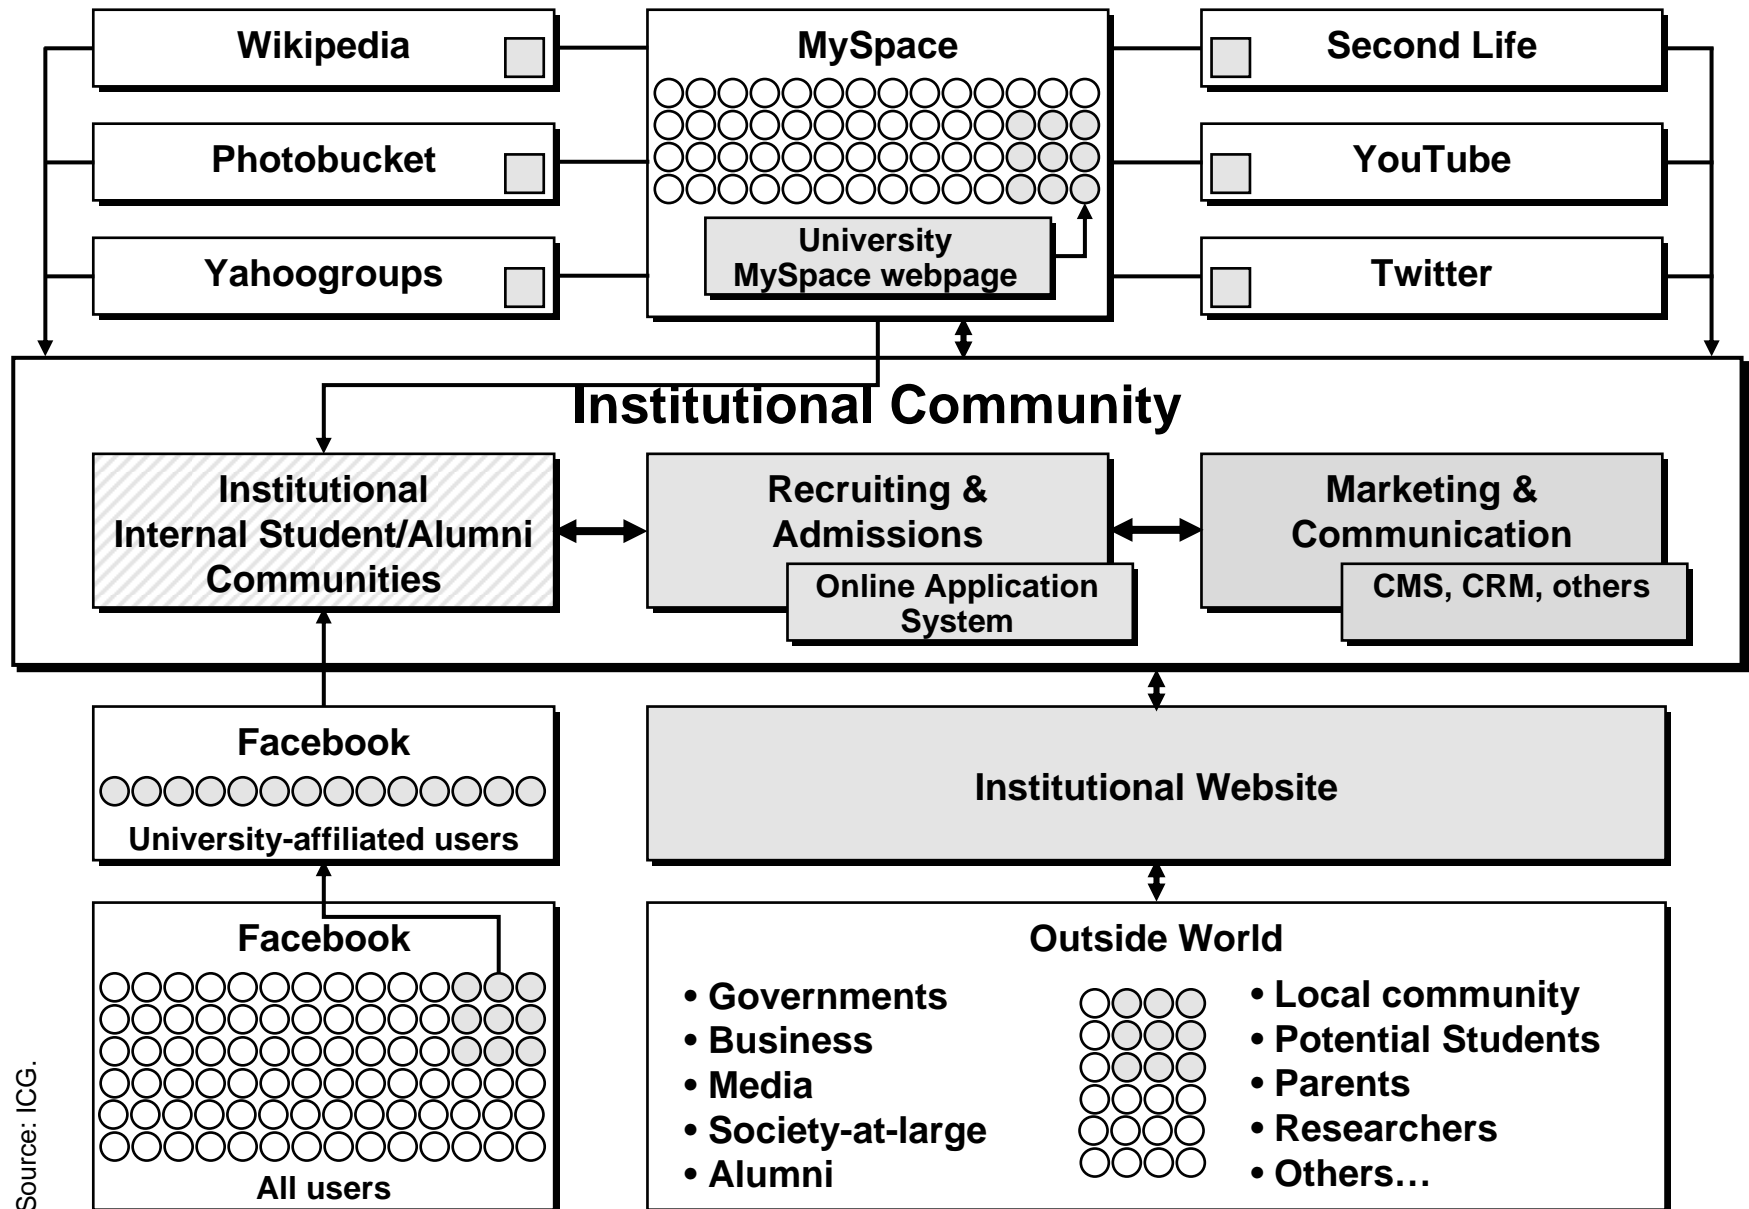 Wikipedia
MySpace
Second Life
Photobucket
YouTube
Yahoogroups
University
MySpace webpage
Twitter
Institutional Community
Institutional
Internal Student/Alumni
Communities
Recruiting &
Admissions
Online Application
System
Marketing &
Communication
CMS, CRM, others
Facebook
University-affiliated users
Institutional Website
Facebook
All users
Outside World
• Governments
• Business
• Media
• Society-at-large
• Alumni
• Local community
• Potential Students
• Parents
• Researchers
• Others…
Source: ICG.